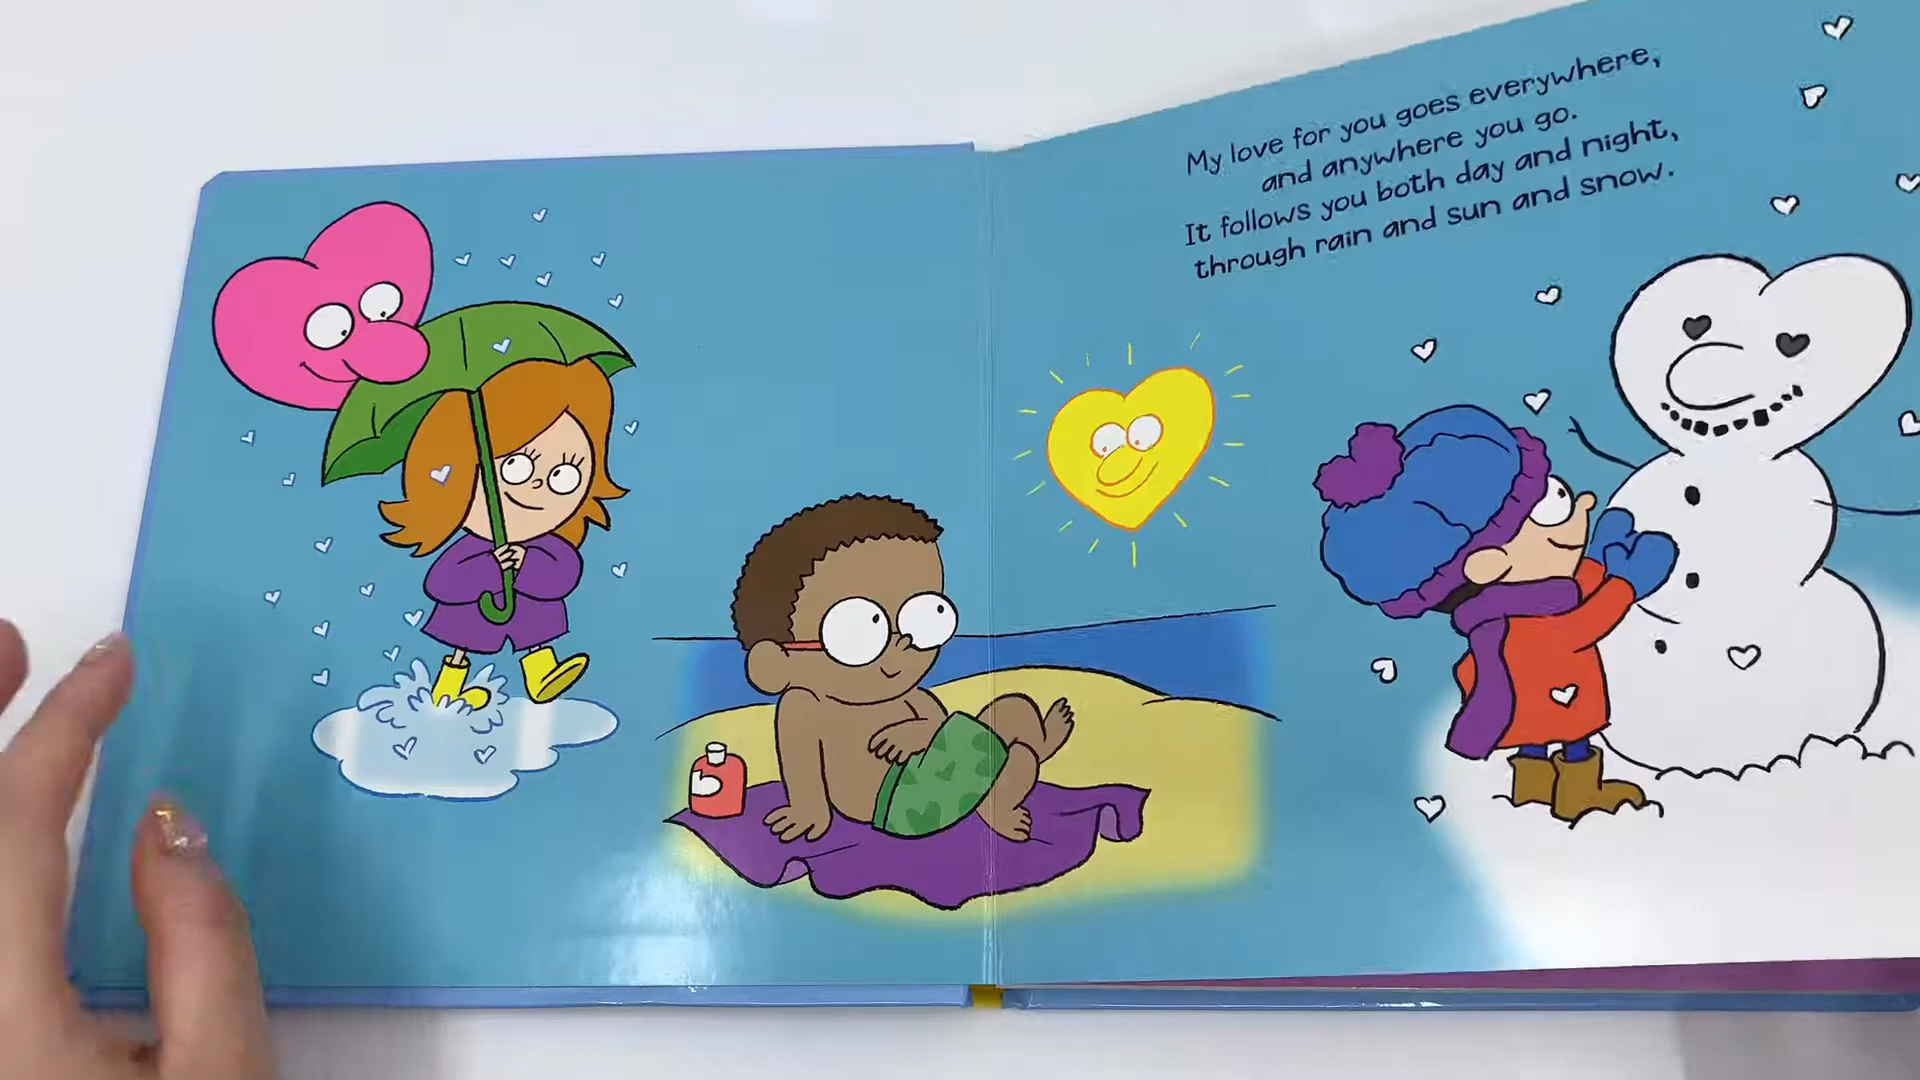 My love for you goes everywhere,
and anywhere you go.
It follows you both day and night,
through rain and sun and snow.